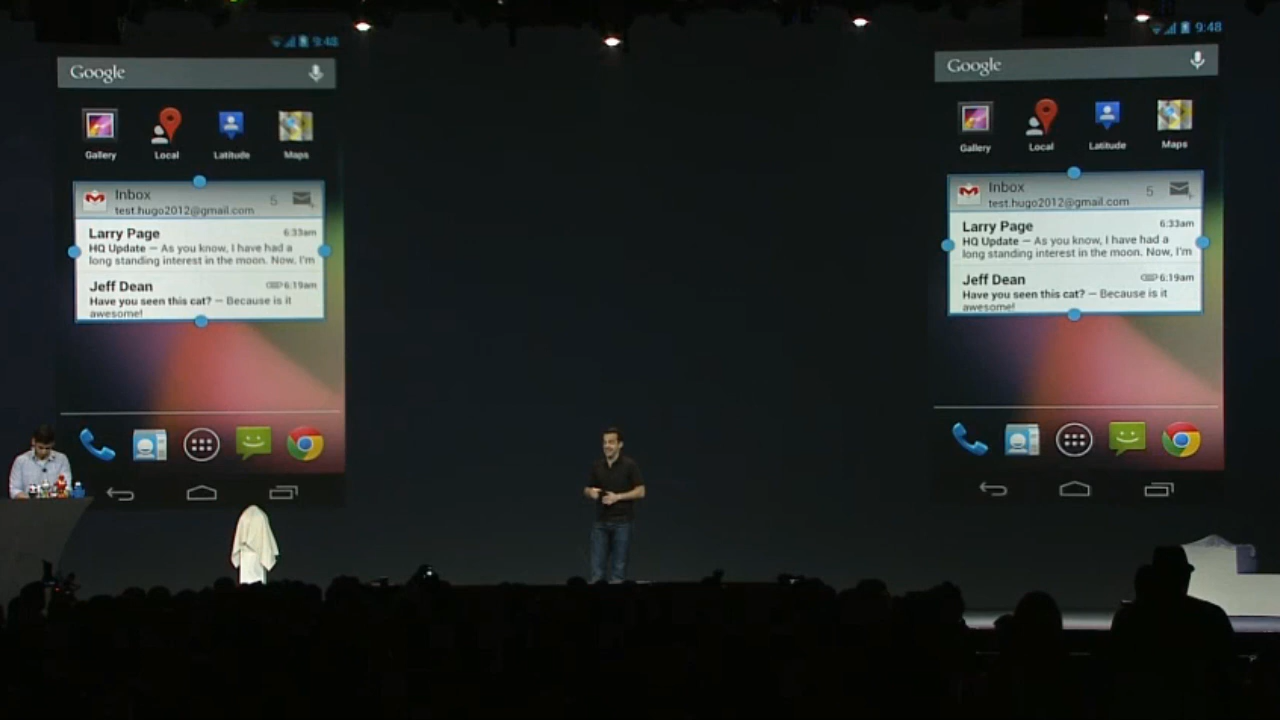 9:48
Google
Gallery Local Latitude Maps
Inbox 5
test.hugo2012@gmail.com
Larry Page 6:33am
HQ Update – As you know, I have had a
long standing interest in the moon. Now, I'm
Jeff Dean 6:19am
Have you seen this cat? – Because is it
awesome!
9:48
Google
Gallery Local Latitude Maps
Inbox 5
test.hugo2012@gmail.com
Larry Page 6:33am
HQ Update – As you know, I have had a
long standing interest in the moon. Now, I'm
Jeff Dean 6:19am
Have you seen this cat? – Because is it
awesome!